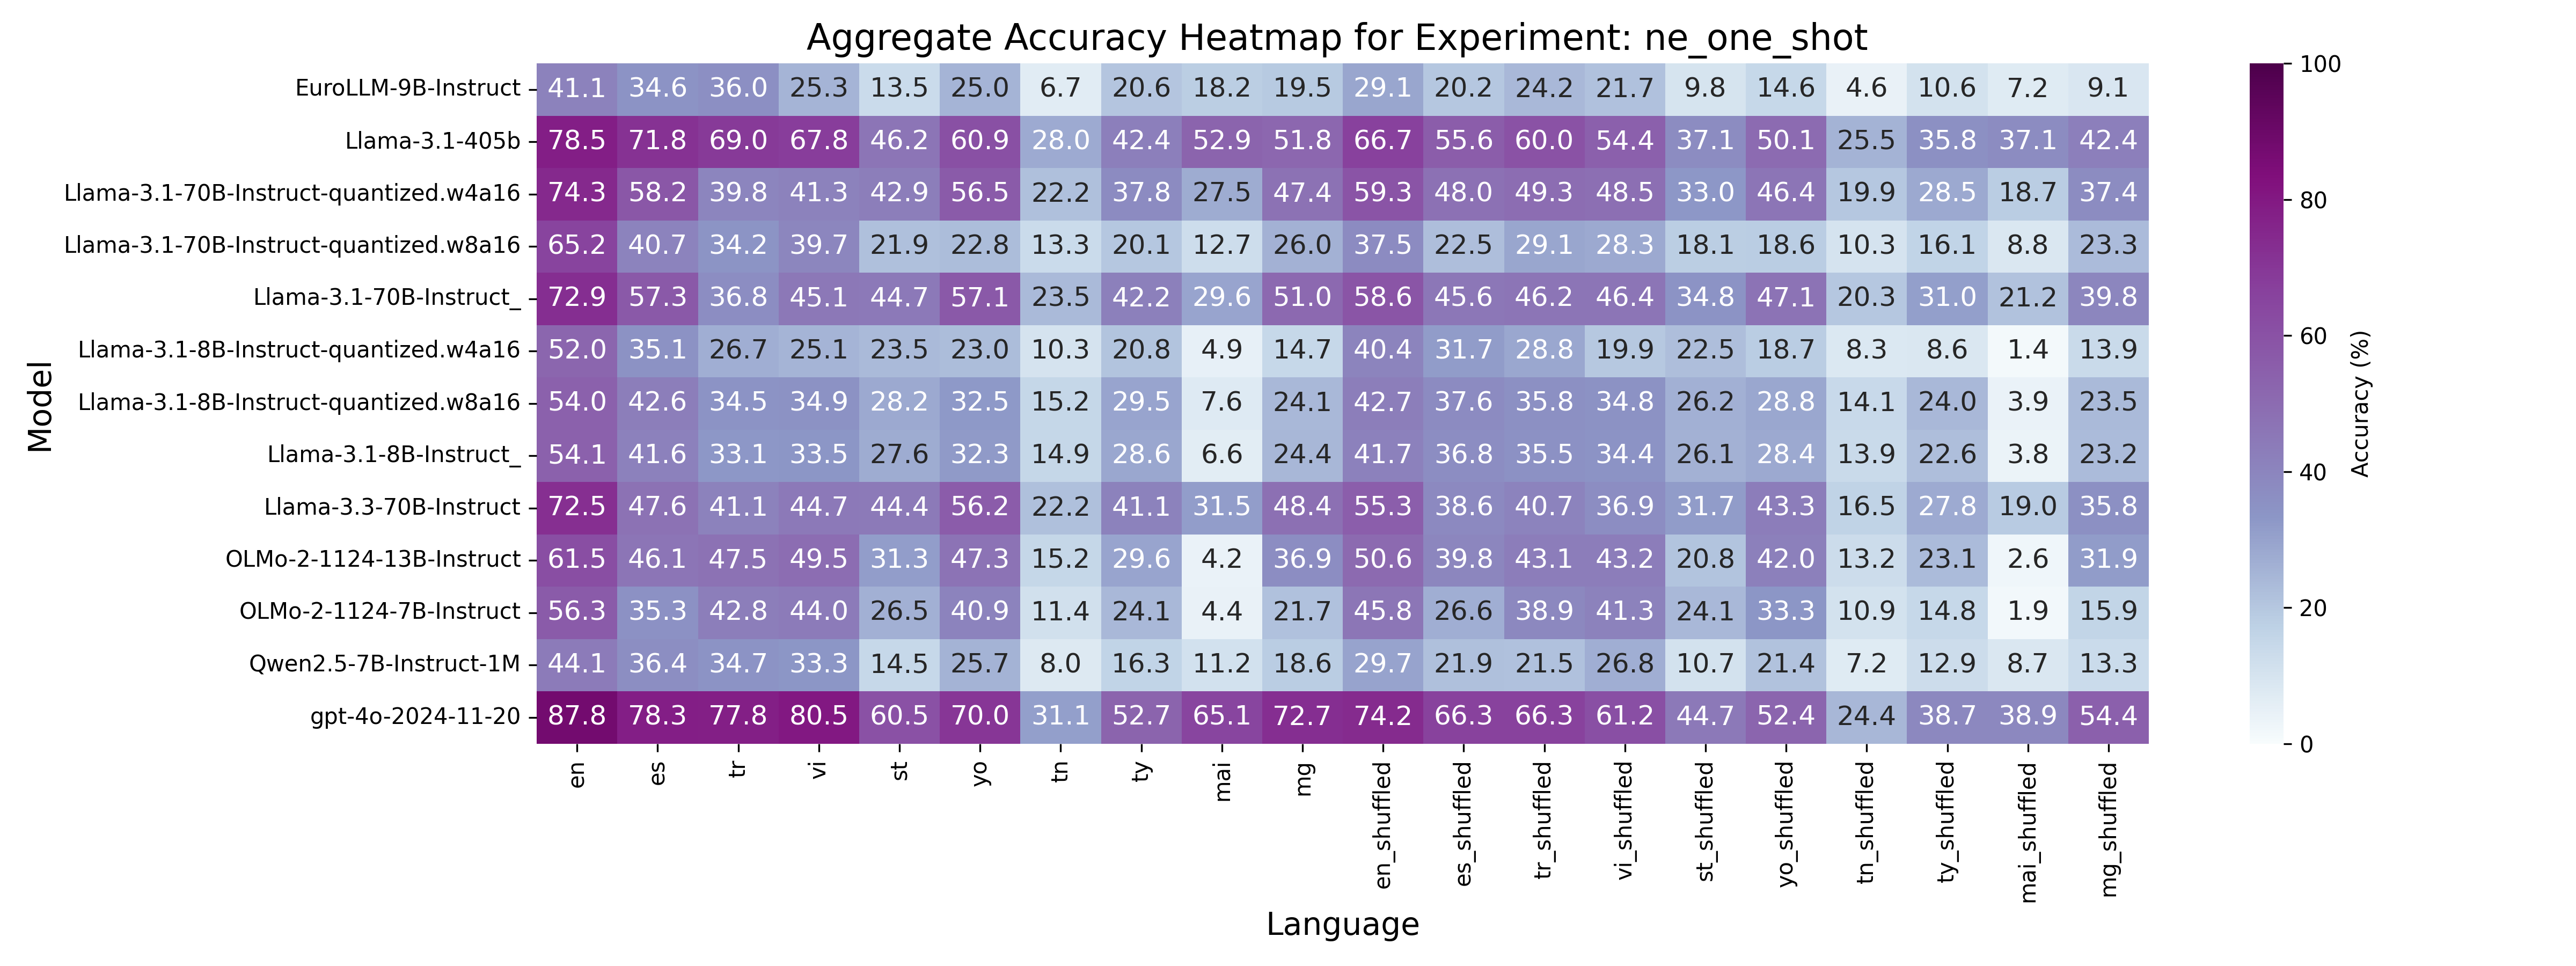 Aggregate Accuracy Heatmap for Experiment: ne_one_shot
EuroLLM-9B-Instruct 41.1 34.6 36.0 25.3 13.5 25.0 6.7 20.6 18.2 19.5 29.1 20.2 24.2 21.7 9.8 14.6 4.6 10.6 7.2 9.1
Llama-3.1-405b 78.5 71.8 69.0 67.8 46.2 60.9 28.0 42.4 52.9 51.8 66.7 55.6 60.0 54.4 37.1 50.1 25.5 35.8 37.1 42.4
Llama-3.1-70B-Instruct-quantized.w4a16 74.3 58.2 39.8 41.3 42.9 56.5 22.2 37.8 27.5 47.4 59.3 48.0 49.3 48.5 33.0 46.4 19.9 28.5 18.7 37.4
Llama-3.1-70B-Instruct-quantized.w8a16 65.2 40.7 34.2 39.7 21.9 22.8 13.3 20.1 12.7 26.0 37.5 22.5 29.1 28.3 18.1 18.6 10.3 16.1 8.8 23.3
Llama-3.1-70B-Instruct_ 72.9 57.3 36.8 45.1 44.7 57.1 23.5 42.2 29.6 51.0 58.6 45.6 46.2 46.4 34.8 47.1 20.3 31.0 21.2 39.8
Llama-3.1-8B-Instruct-quantized.w4a16 52.0 35.1 26.7 25.1 23.5 23.0 10.3 20.8 4.9 14.7 40.4 31.7 28.8 19.9 22.5 18.7 8.3 8.6 1.4 13.9
Llama-3.1-8B-Instruct-quantized.w8a16 54.0 42.6 34.5 34.9 28.2 32.5 15.2 29.5 7.6 24.1 42.7 37.6 35.8 34.8 26.2 28.8 14.1 24.0 3.9 23.5
Llama-3.1-8B-Instruct_ 54.1 41.6 33.1 33.5 27.6 32.3 14.9 28.6 6.6 24.4 41.7 36.8 35.5 34.4 26.1 28.4 13.9 22.6 3.8 23.2
Llama-3.3-70B-Instruct 72.5 47.6 41.1 44.7 44.4 56.2 22.2 41.1 31.5 48.4 55.3 38.6 40.7 36.9 31.7 43.3 16.5 27.8 19.0 35.8
OLMo-2-1124-13B-Instruct 61.5 46.1 47.5 49.5 31.3 47.3 15.2 29.6 4.2 36.9 50.6 39.8 43.1 43.2 20.8 42.0 13.2 23.1 2.6 31.9
OLMo-2-1124-7B-Instruct 56.3 35.3 42.8 44.0 26.5 40.9 11.4 24.1 4.4 21.7 45.8 26.6 38.9 41.3 24.1 33.3 10.9 14.8 1.9 15.9
Qwen2.5-7B-Instruct-1M 44.1 36.4 34.7 33.3 14.5 25.7 8.0 16.3 11.2 18.6 29.7 21.9 21.5 26.8 10.7 21.4 7.2 12.9 8.7 13.3
gpt-4o-2024-11-20 87.8 78.3 77.8 80.5 60.5 70.0 31.1 52.7 65.1 72.7 74.2 66.3 66.3 61.2 44.7 52.4 24.4 38.7 38.9 54.4
en es tr vi st yo tn ty mai mg en_shuffled es_shuffled tr_shuffled vi_shuffled st_shuffled yo_shuffled tn_shuffled ty_shuffled mai_shuffled mg_shuffled
Language
Model
100
80
60
40
20
0
Accuracy (%)